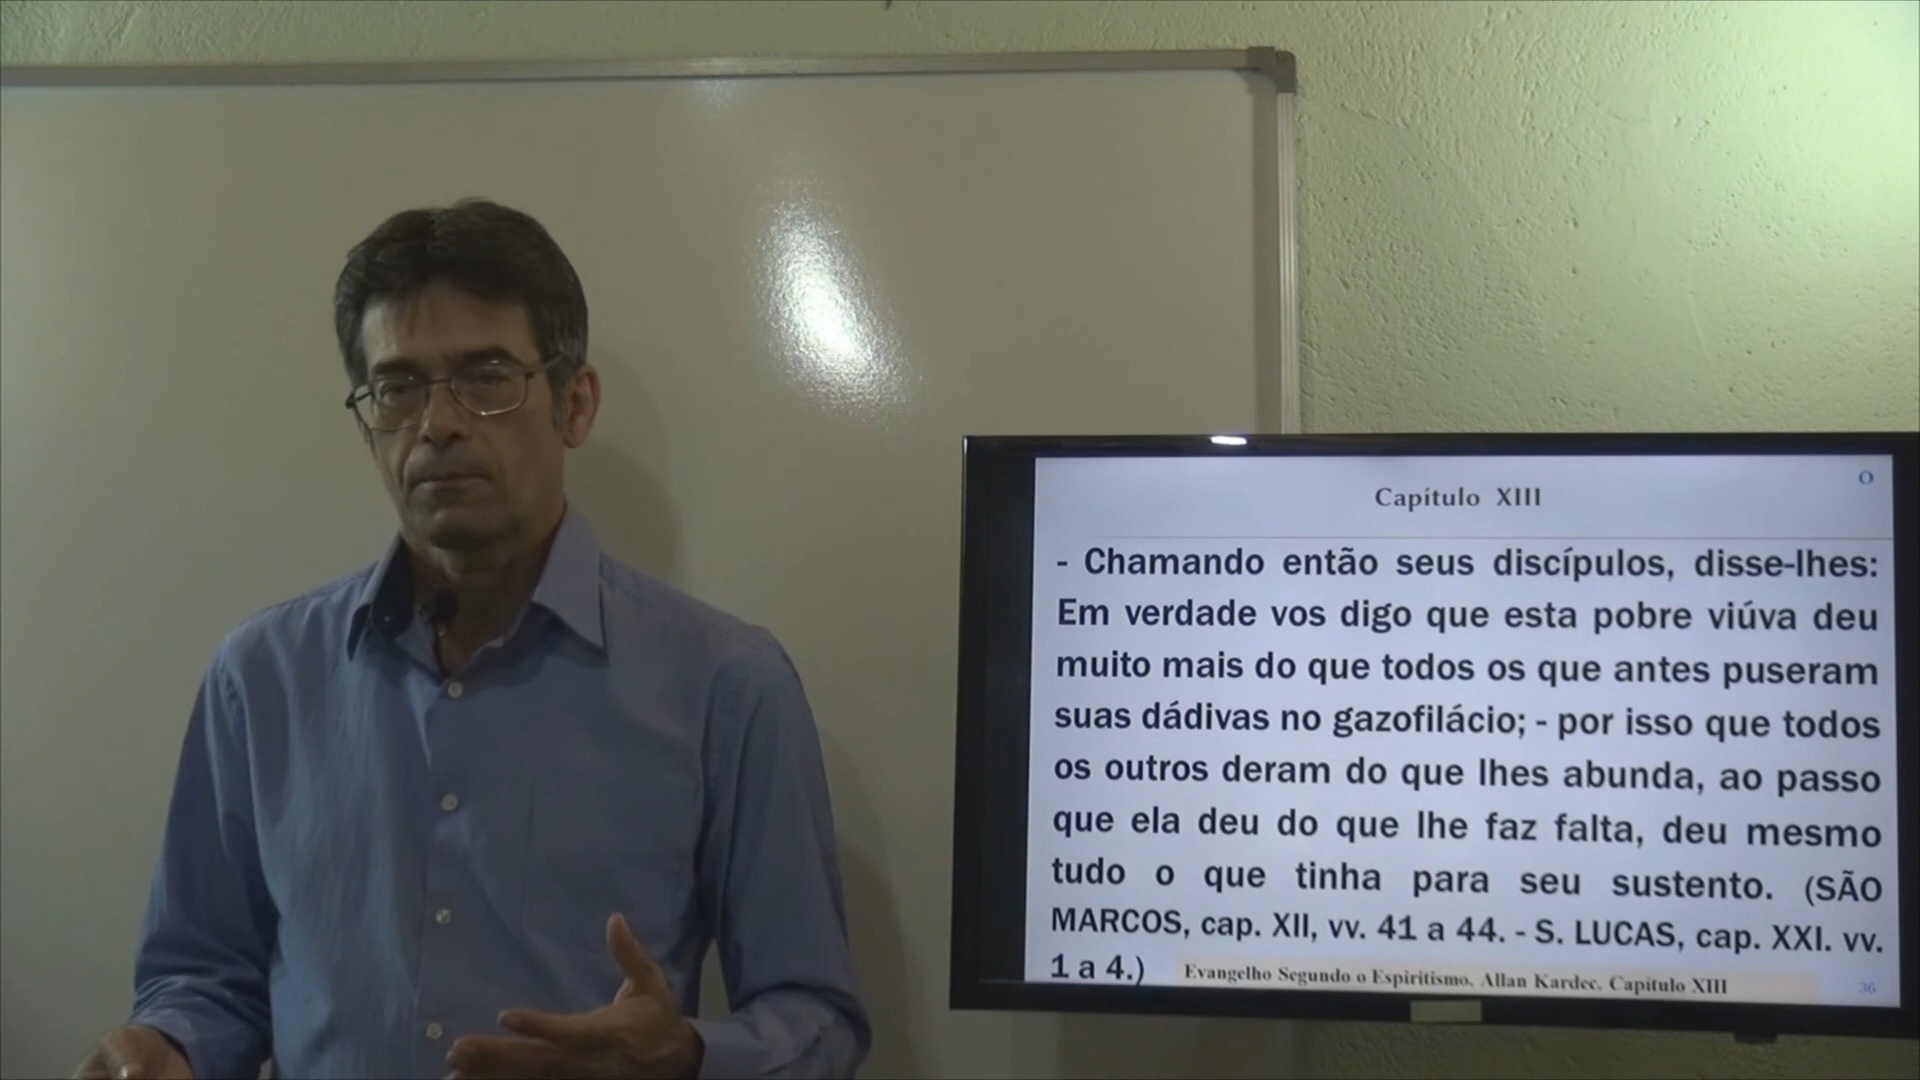 O
Capítulo XIII
- Chamando então seus discípulos, disse-lhes:
Em verdade vos digo que esta pobre viúva deu
muito mais do que todos os que antes puseram
suas dádivas no gazofilácio; - por isso que todos
os outros deram do que lhes abunda, ao passo
que ela deu do que lhe faz falta, deu mesmo
tudo o que tinha para seu sustento. (SÃO
MARCOS, cap. XII, vv. 41 a 44. - S. LUCAS, cap. XXI. vv.
1 a 4.)
Evangelho Segundo o Espiritismo. Allan Kardec. Capítulo XIII
36